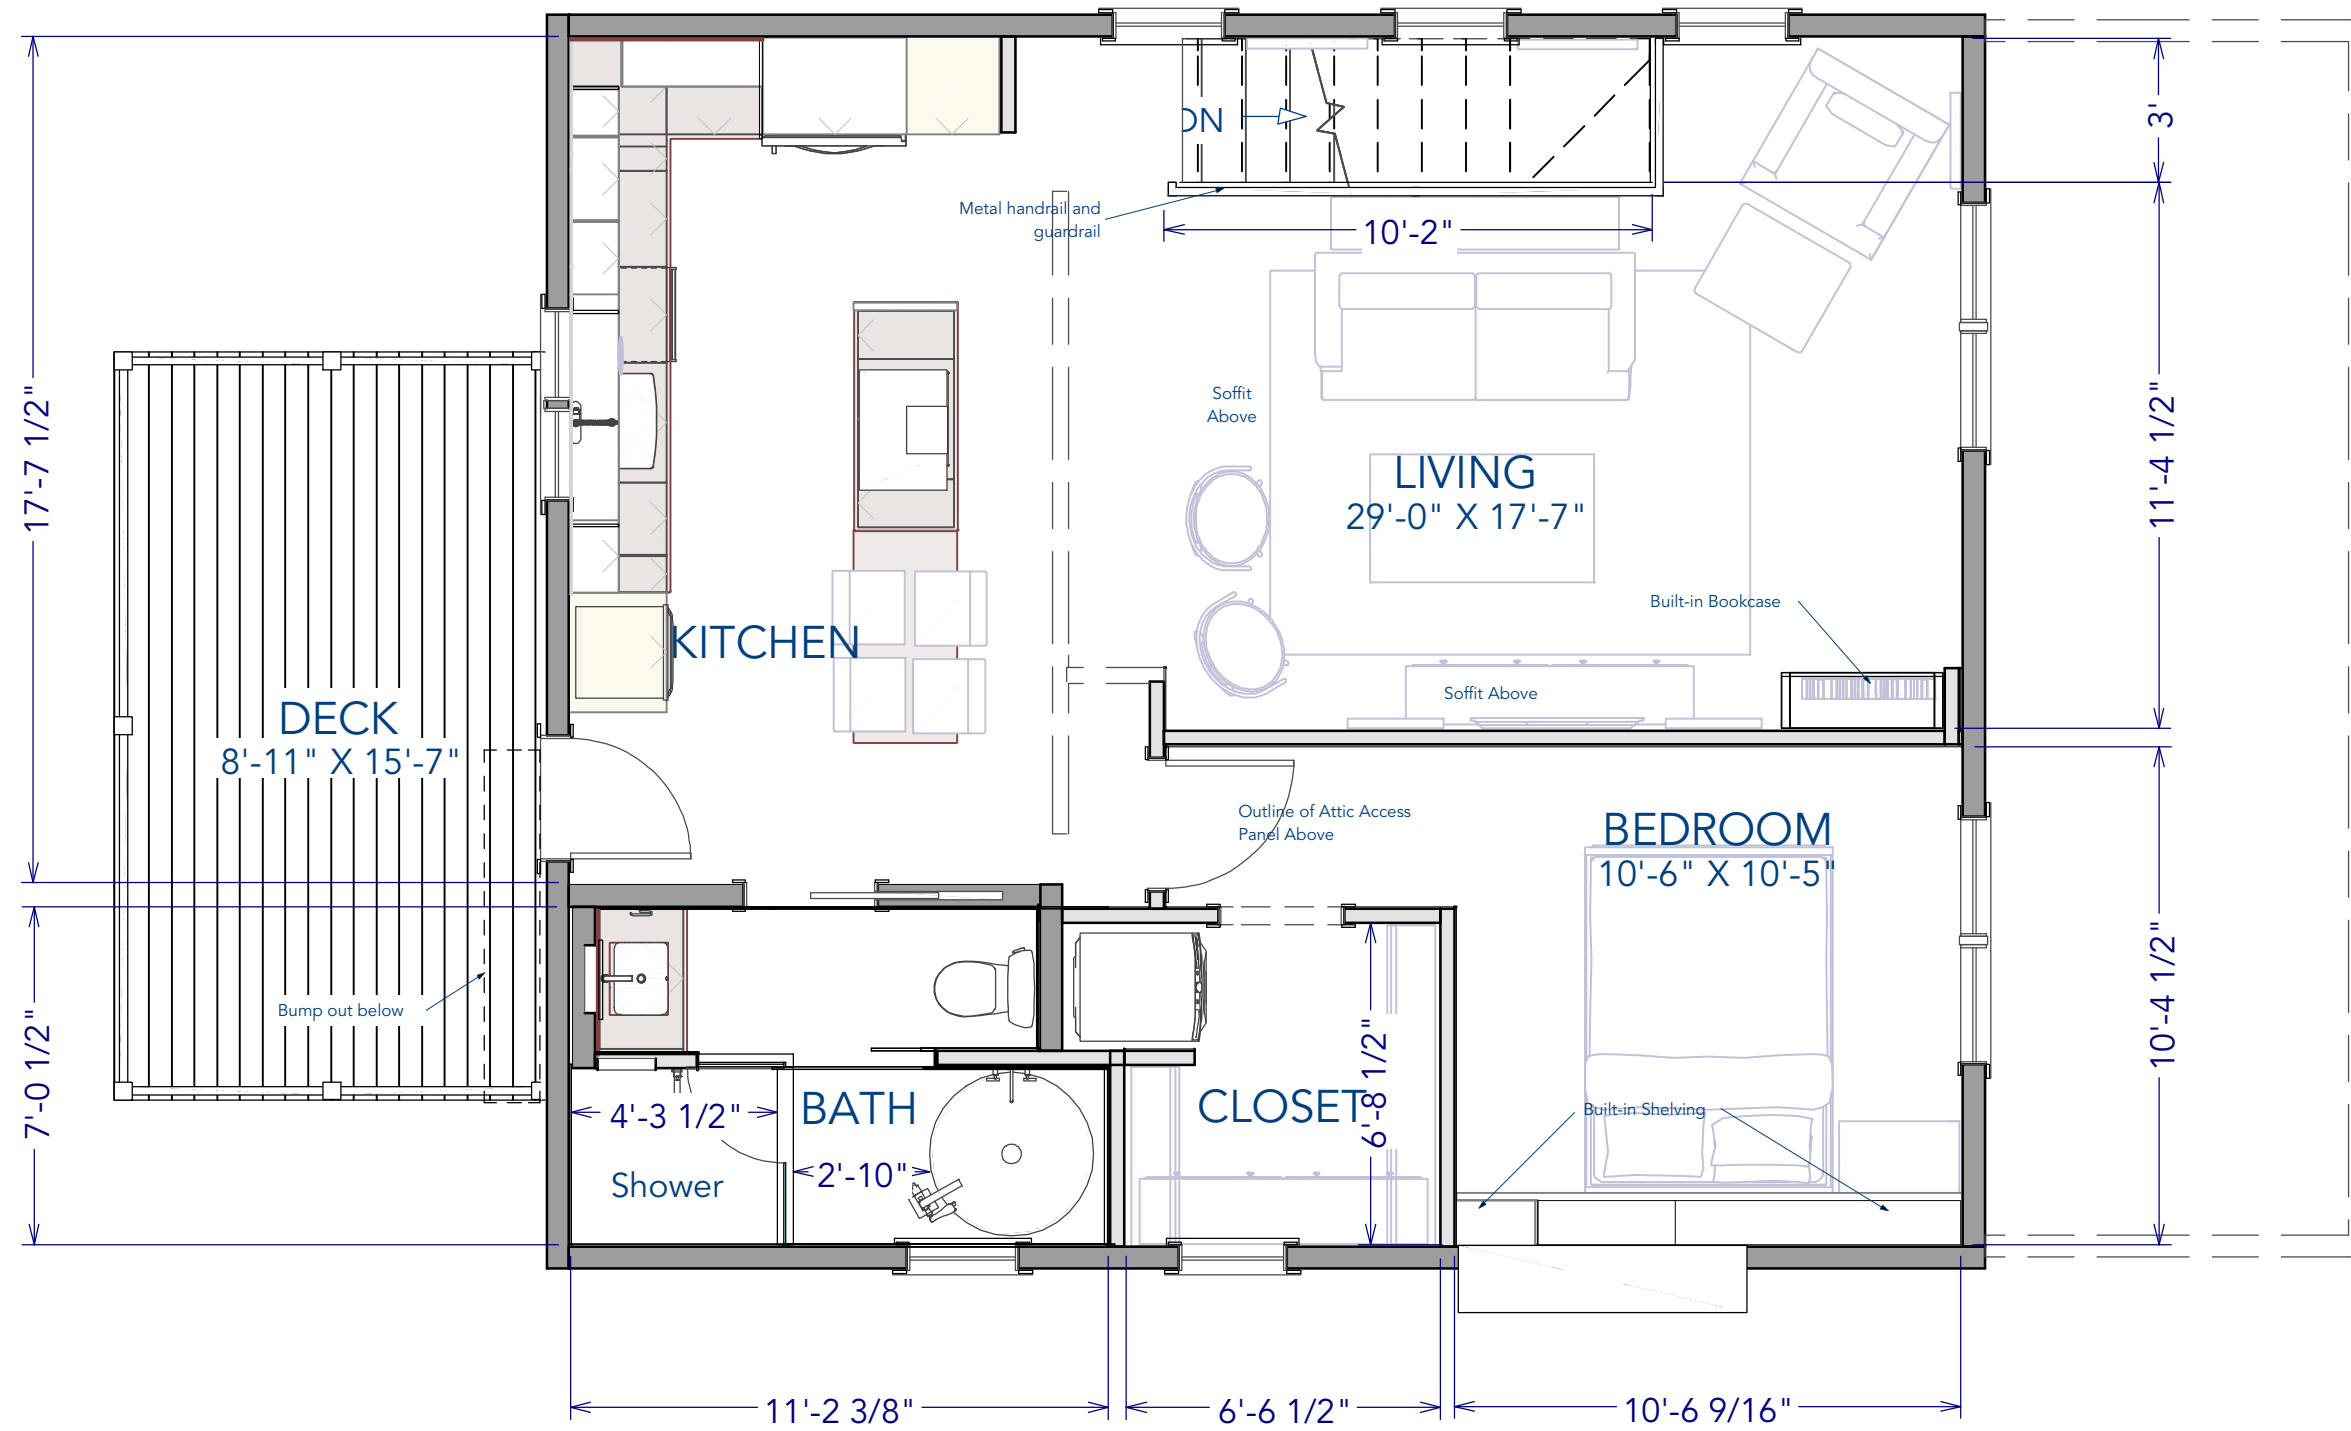 DN
3'
Metal handrail and
guardrail
10'-2"
17'-7 1/2"
Soffit
Above
11'-4 1/2"
LIVING
29'-0" X 17'-7"
Built-in Bookcase
KITCHEN
Soffit Above
DECK
8'-11" X 15'-7"
Outline of Attic Access
Panel Above
BEDROOM
10'-6" X 10'-5"
Bump out below
7'-0 1/2"
10'-4 1/2"
6'-8 1/2"
4'-3 1/2"
BATH
CLOSET
Built-in Shelving
Shower
2'-10"
11'-2 3/8"
6'-6 1/2"
10'-6 9/16"